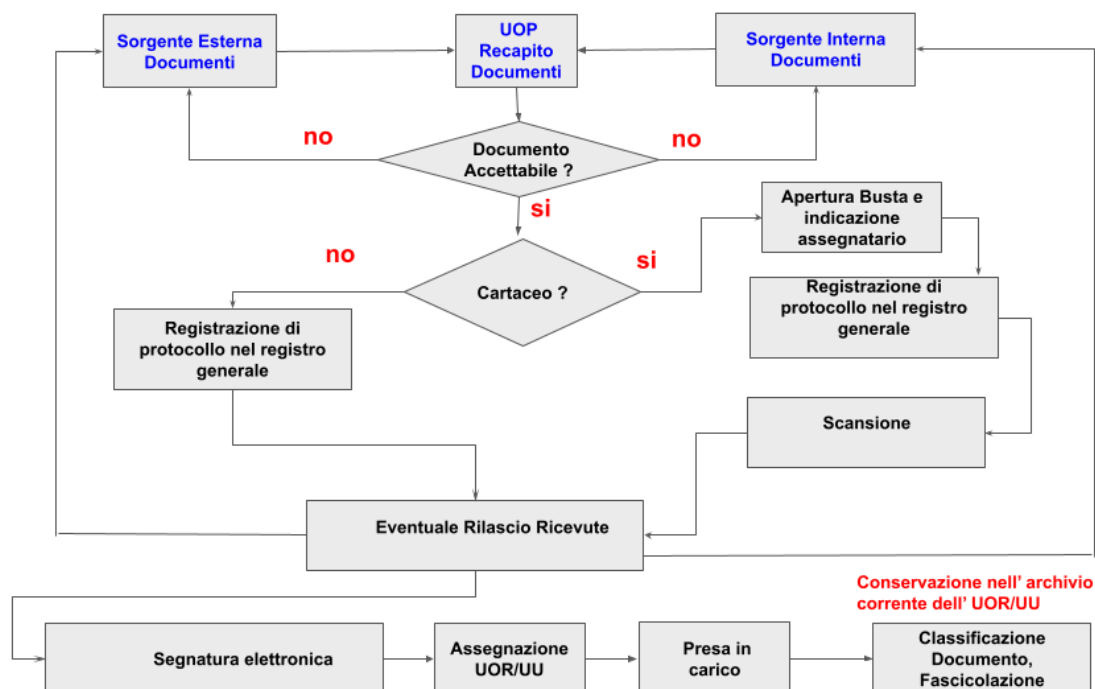 Sorgente Esterna
Documenti
UOP
Recapito
Documenti
Sorgente Interna
Documenti
no
no
Documento
Accettabile ?
si
Apertura Busta e
indicazione
assegnatario
no
si
Cartaceo ?
Registrazione di
protocollo nel registro
generale
Registrazione di
protocollo nel registro
generale
Scansione
Eventuale Rilascio Ricevute
Conservazione nell' archivio
corrente dell' UOR/UU
Segnatura elettronica
Assegnazione
UOR/UU
Presa in
carico
Classificazione
Documento,
Fascicolazione